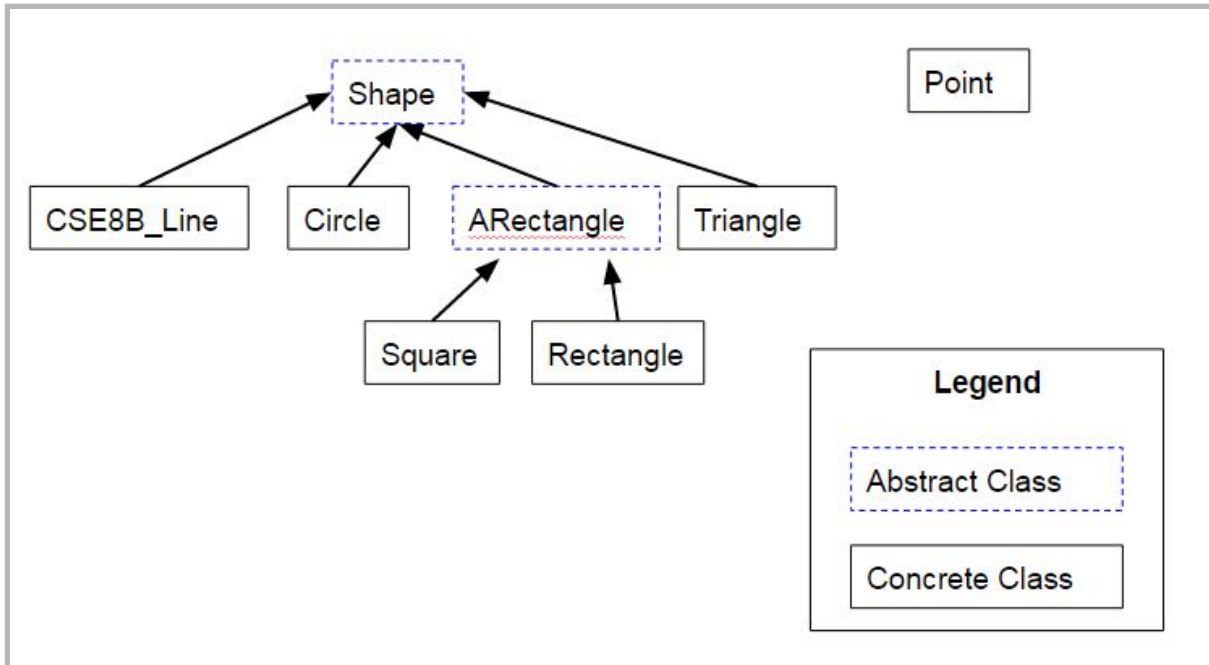 Shape
Point
CSE8B_Line
Circle
ARectangle
Triangle
Square
Rectangle
Legend
Abstract Class
Concrete Class